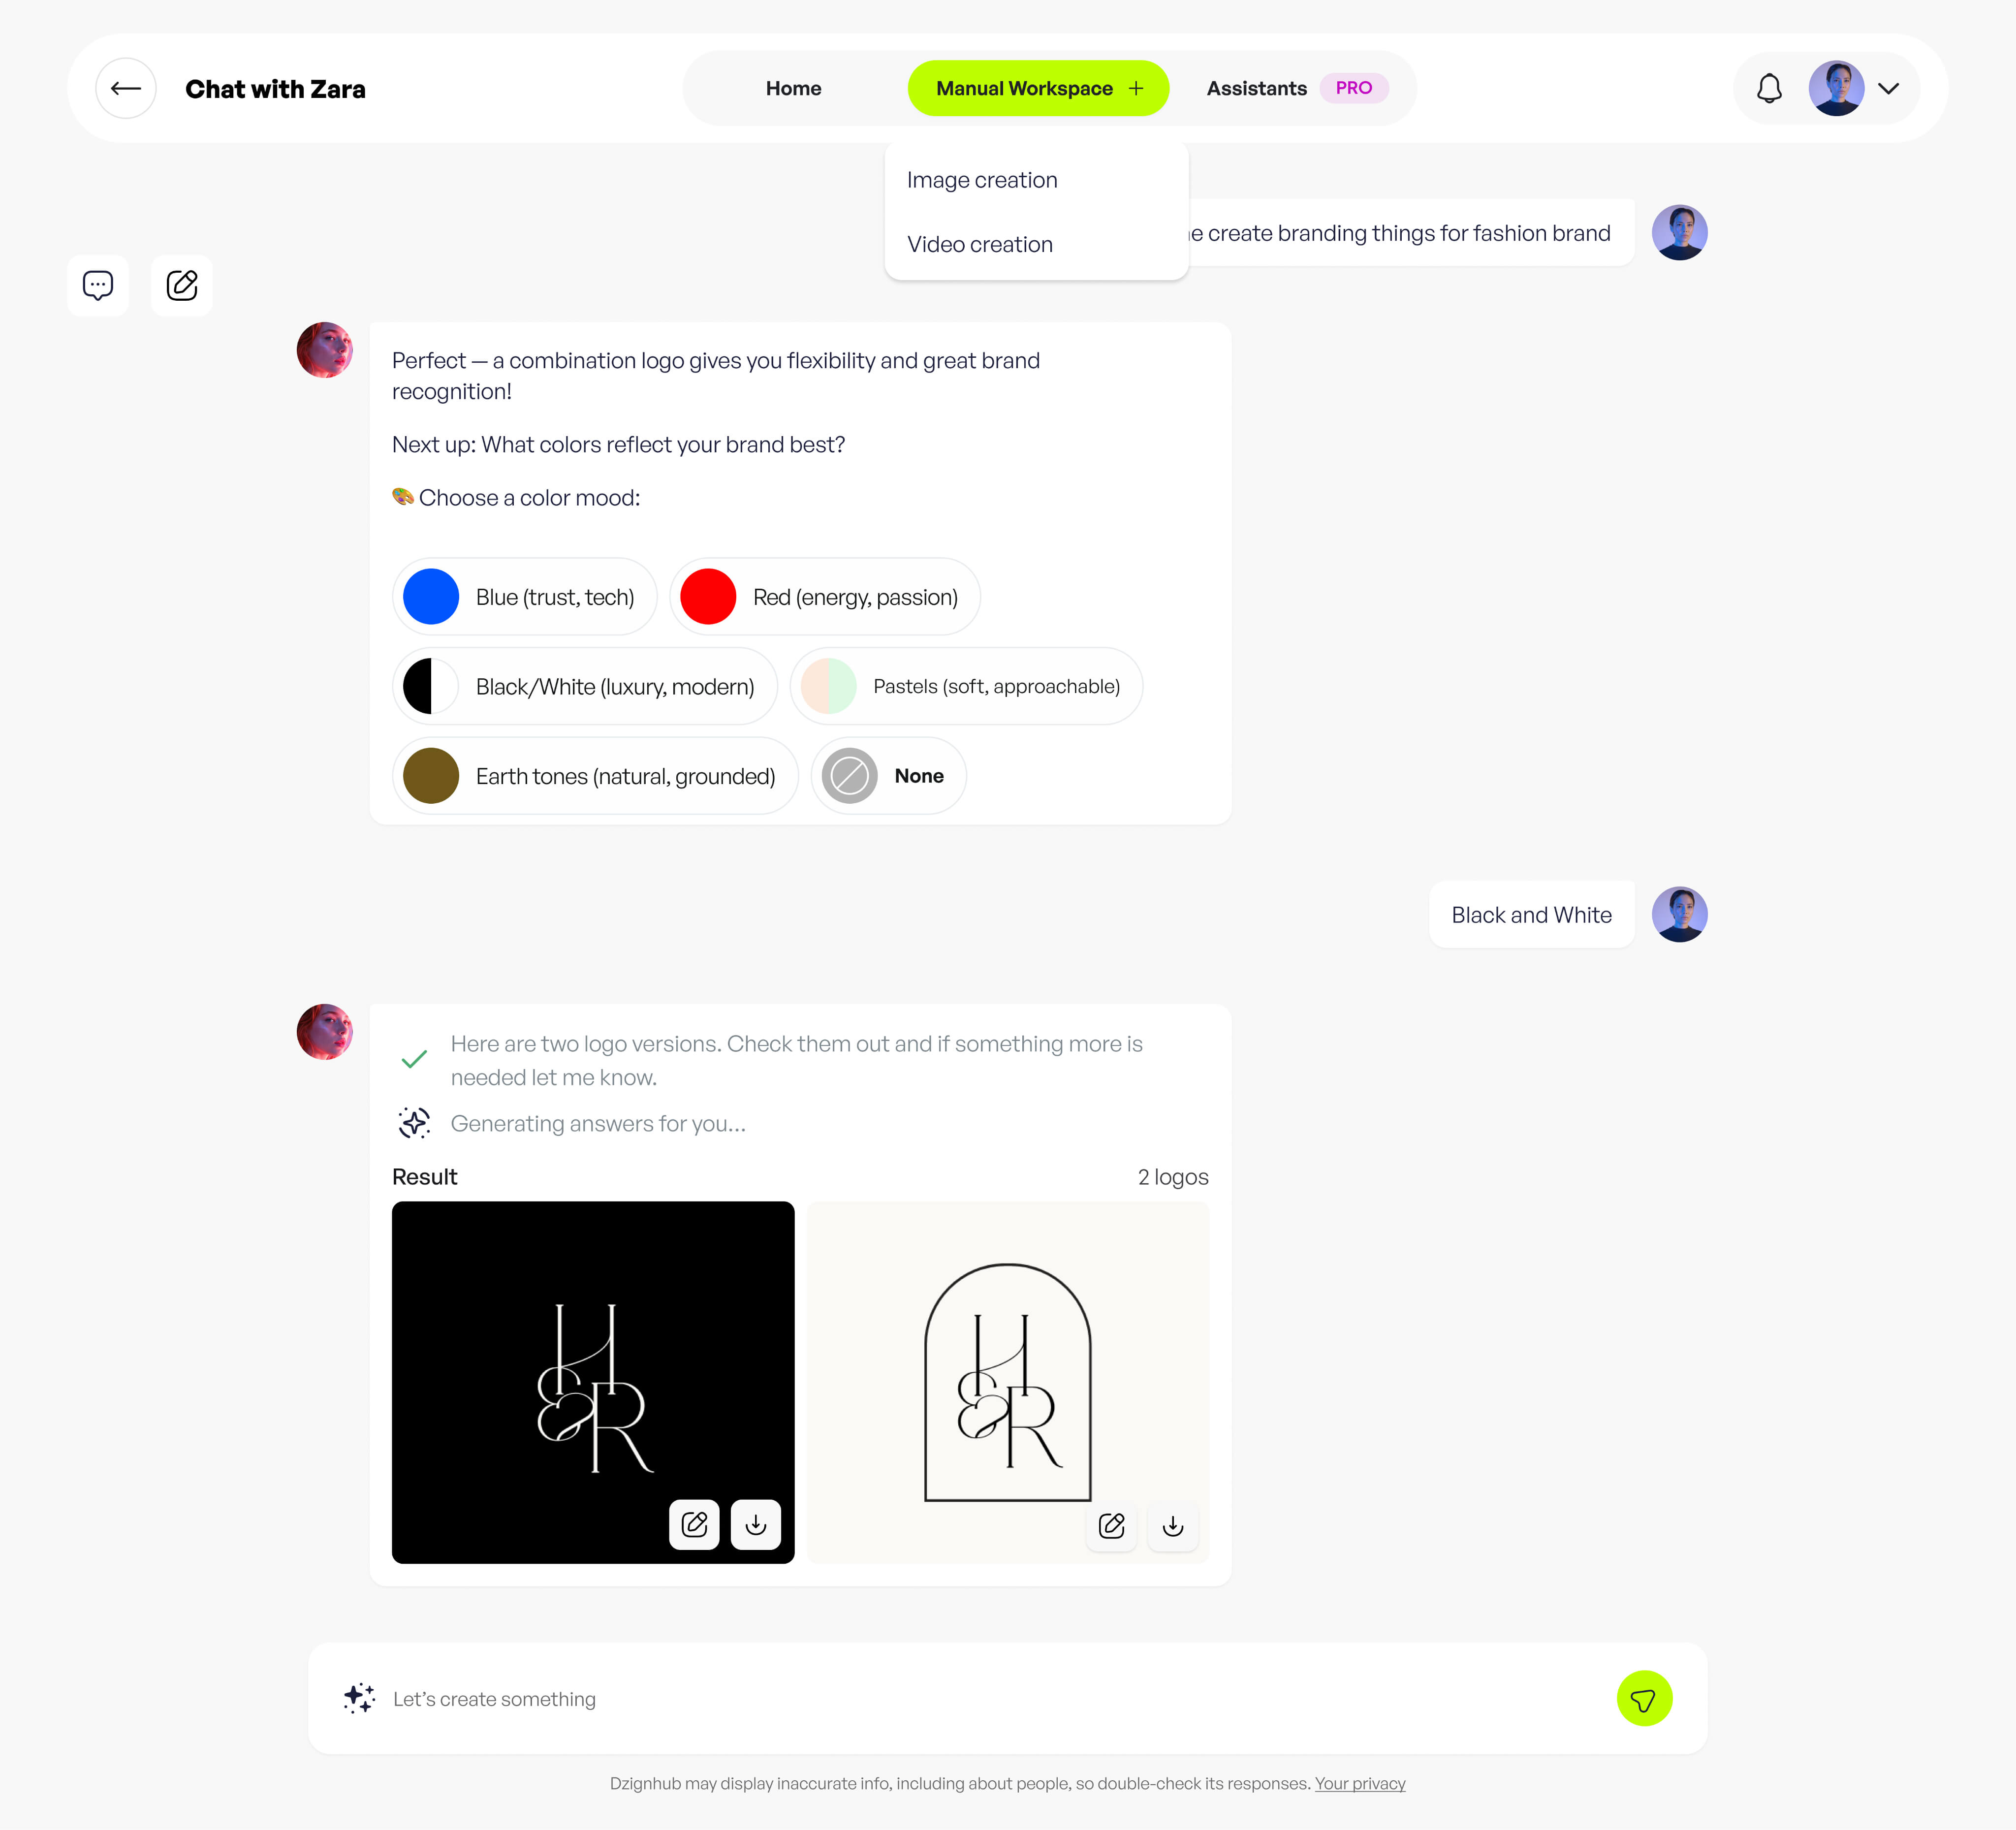 Chat with Zara
Home
Manual Workspace +
Assistants
PRO
Image creation
Video creation
create branding things for fashion brand
Perfect — a combination logo gives you flexibility and great brand
recognition!
Next up: What colors reflect your brand best?
🎨 Choose a color mood:
Blue (trust, tech)
Red (energy, passion)
Black/White (luxury, modern)
Pastels (soft, approachable)
Earth tones (natural, grounded)
None
Black and White
Here are two logo versions. Check them out and if something more is
needed let me know.
Generating answers for you...
Result
2 logos
H
&R
H
&R
Let’s create something
Dzignhub may display inaccurate info, including about people, so double-check its responses. Your privacy